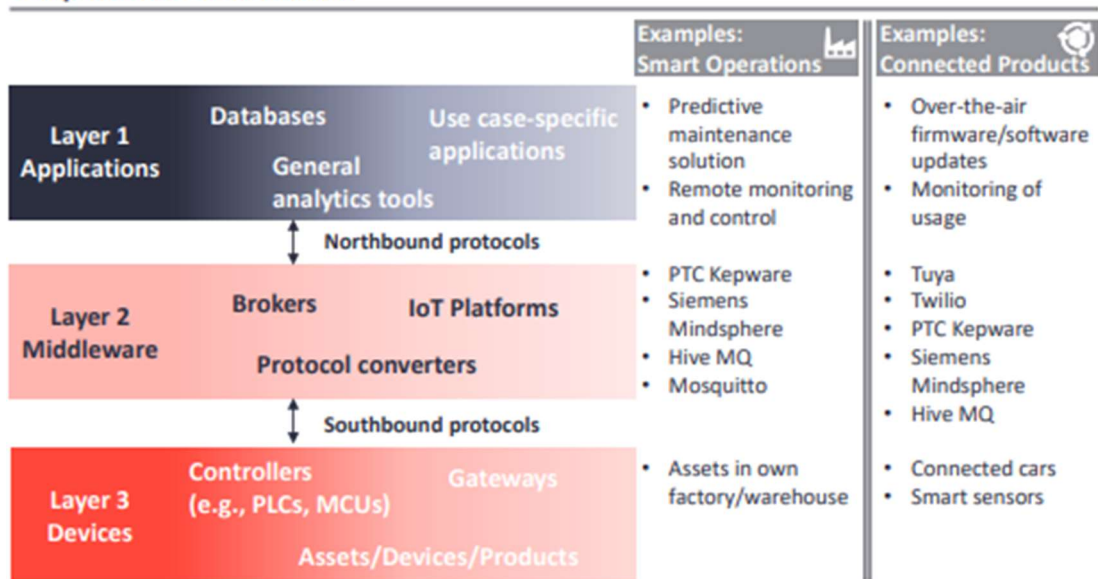 Examples:
Smart Operations
Examples:
Connected Products
Layer 1
Applications
Databases
Use case-specific
applications
General
analytics tools
• Predictive
maintenance
solution
• Remote monitoring
and control
• Over-the-air
firmware/software
updates
• Monitoring of
usage
Northbound protocols
Layer 2
Middleware
Brokers
IoT Platforms
Protocol converters
• PTC Kepware
• Siemens
Mindsphere
• Hive MQ
• Mosquitto
• Tuya
• Twilio
• PTC Kepware
• Siemens
Mindsphere
• Hive MQ
Southbound protocols
Layer 3
Devices
Controllers
(e.g., PLCs, MCUs)
Gateways
Assets/Devices/Products
• Assets in own
factory/warehouse
• Connected cars
• Smart sensors